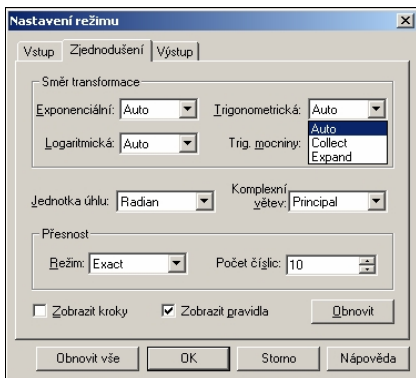 Nastavení režimu
Vstup Zjednodušení Výstup
Směr transformace
Exponenciální: Auto Trigonometrická: Auto
Auto
Logaritmická: Auto Trig. mocniny: Collect
Expand
Jednotka úhlu: Radian Komplexní větev: Principal
Přesnost
Režim: Exact Počet číslic: 10
Zobrazit kroky Zobrazit pravidla Obnovit
Obnovit vše OK Storno Nápověda